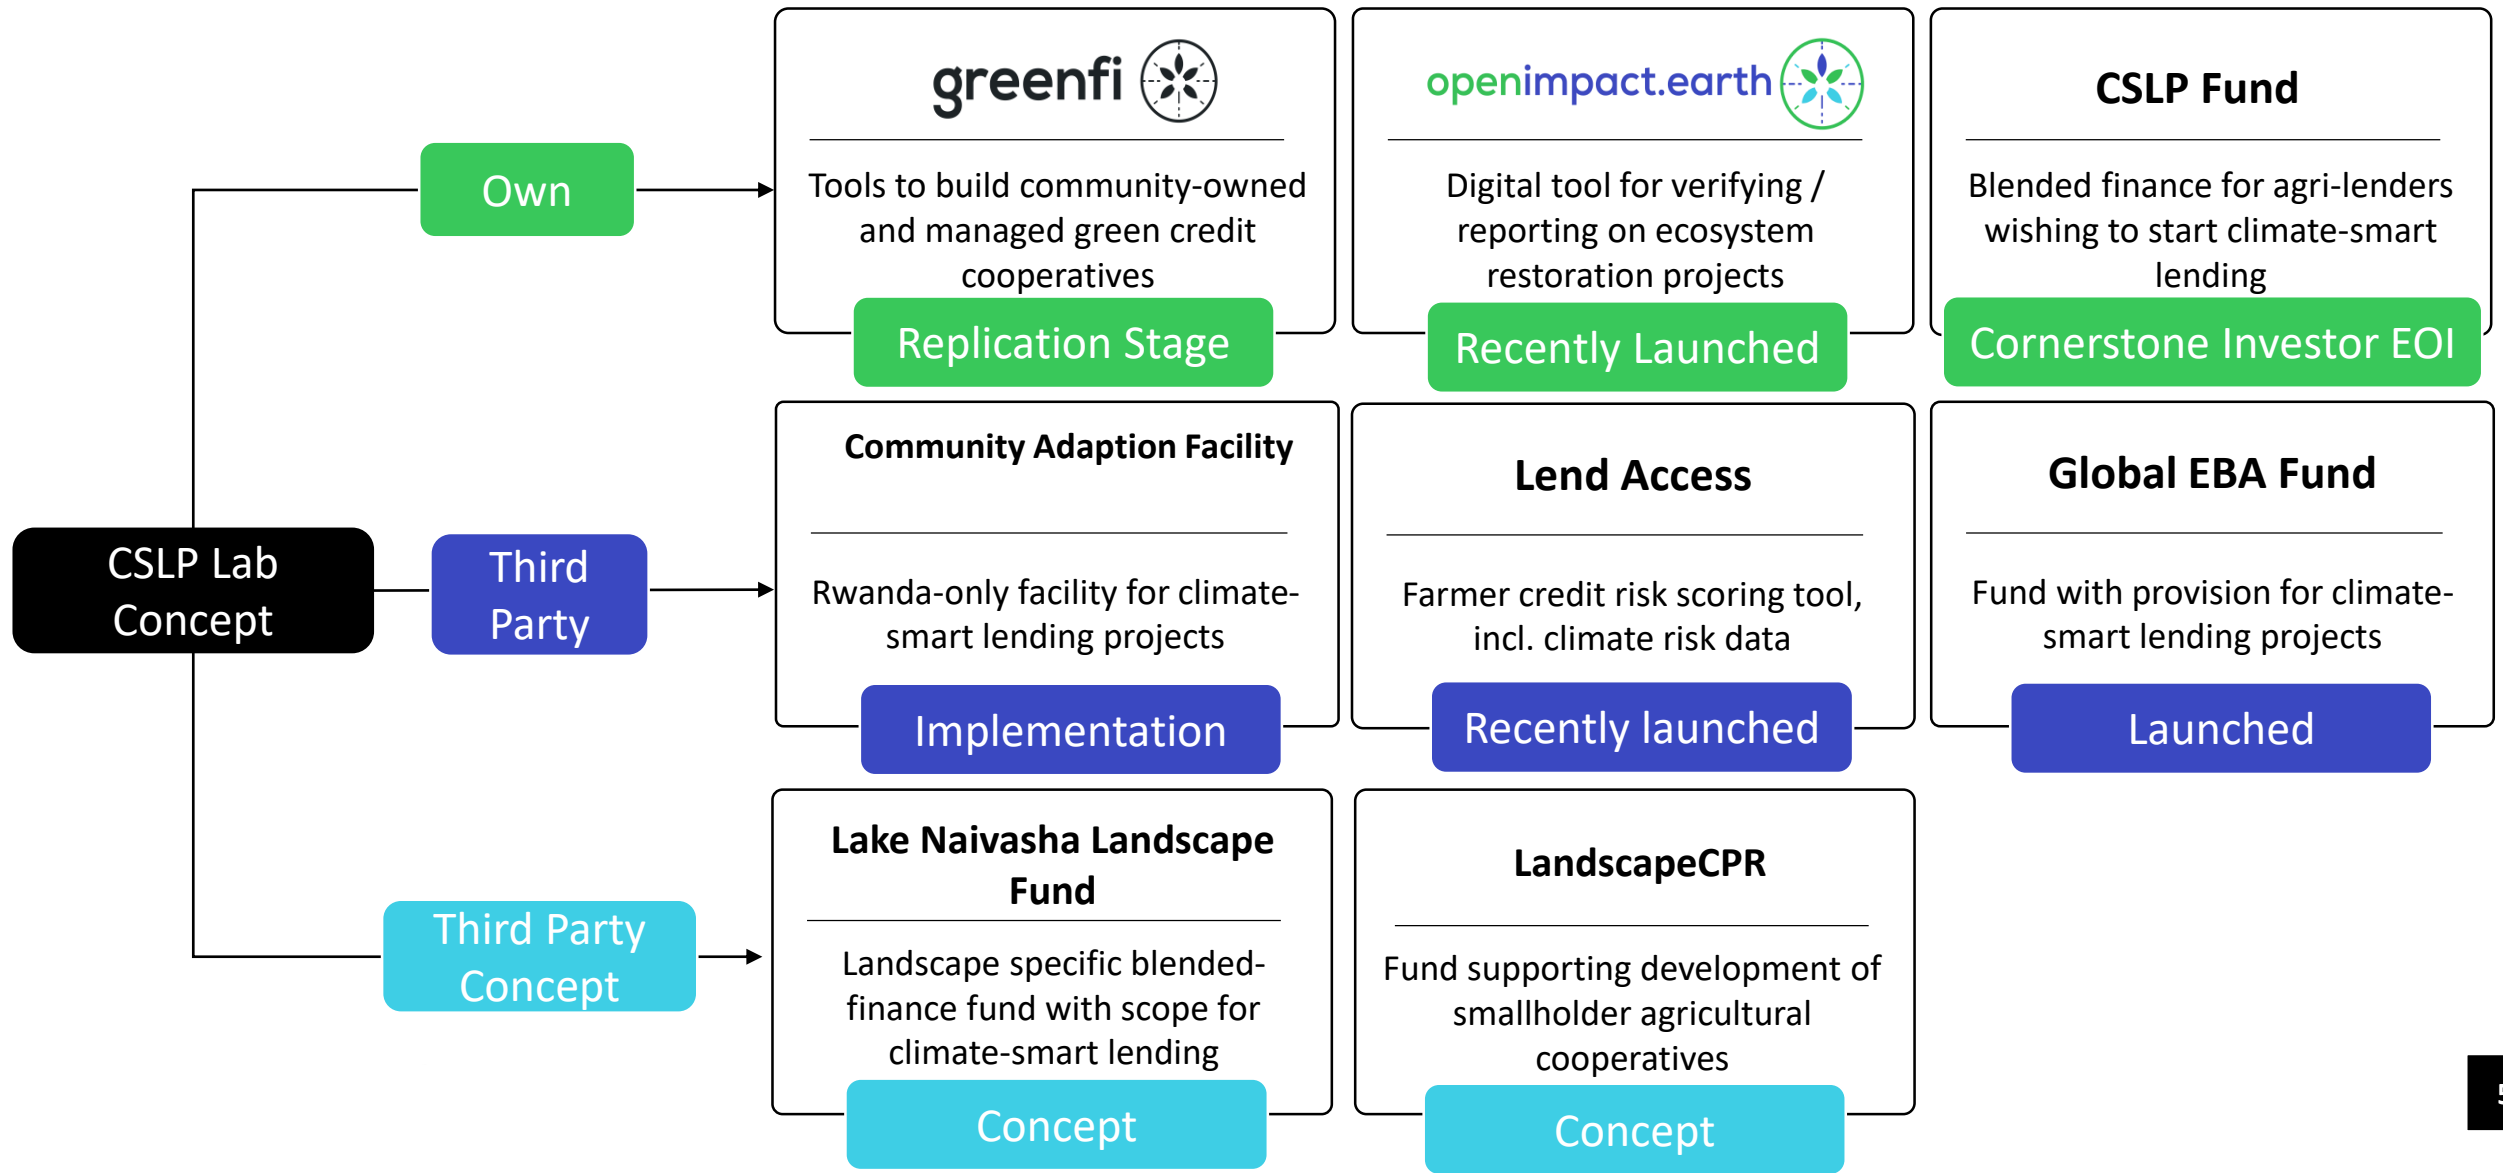 greenfi
openimpact.earth
CSLP Fund
Own
Tools to build community-owned
and managed green credit
cooperatives
Replication Stage
Digital tool for verifying /
reporting on ecosystem
restoration projects
Recently Launched
Blended finance for agri-lenders
wishing to start climate-smart
lending
Cornerstone Investor EOI
CSLP Lab
Concept
Third
Party
Community Adaption Facility
Rwanda-only facility for climate-
smart lending projects
Implementation
Lend Access
Farmer credit risk scoring tool,
incl. climate risk data
Recently launched
Global EBA Fund
Fund with provision for climate-
smart lending projects
Launched
Third Party
Concept
Lake Naivasha Landscape
Fund
Landscape specific blended-
finance fund with scope for
climate-smart lending
Concept
LandscapeCPR
Fund supporting development of
smallholder agricultural
cooperatives
Concept